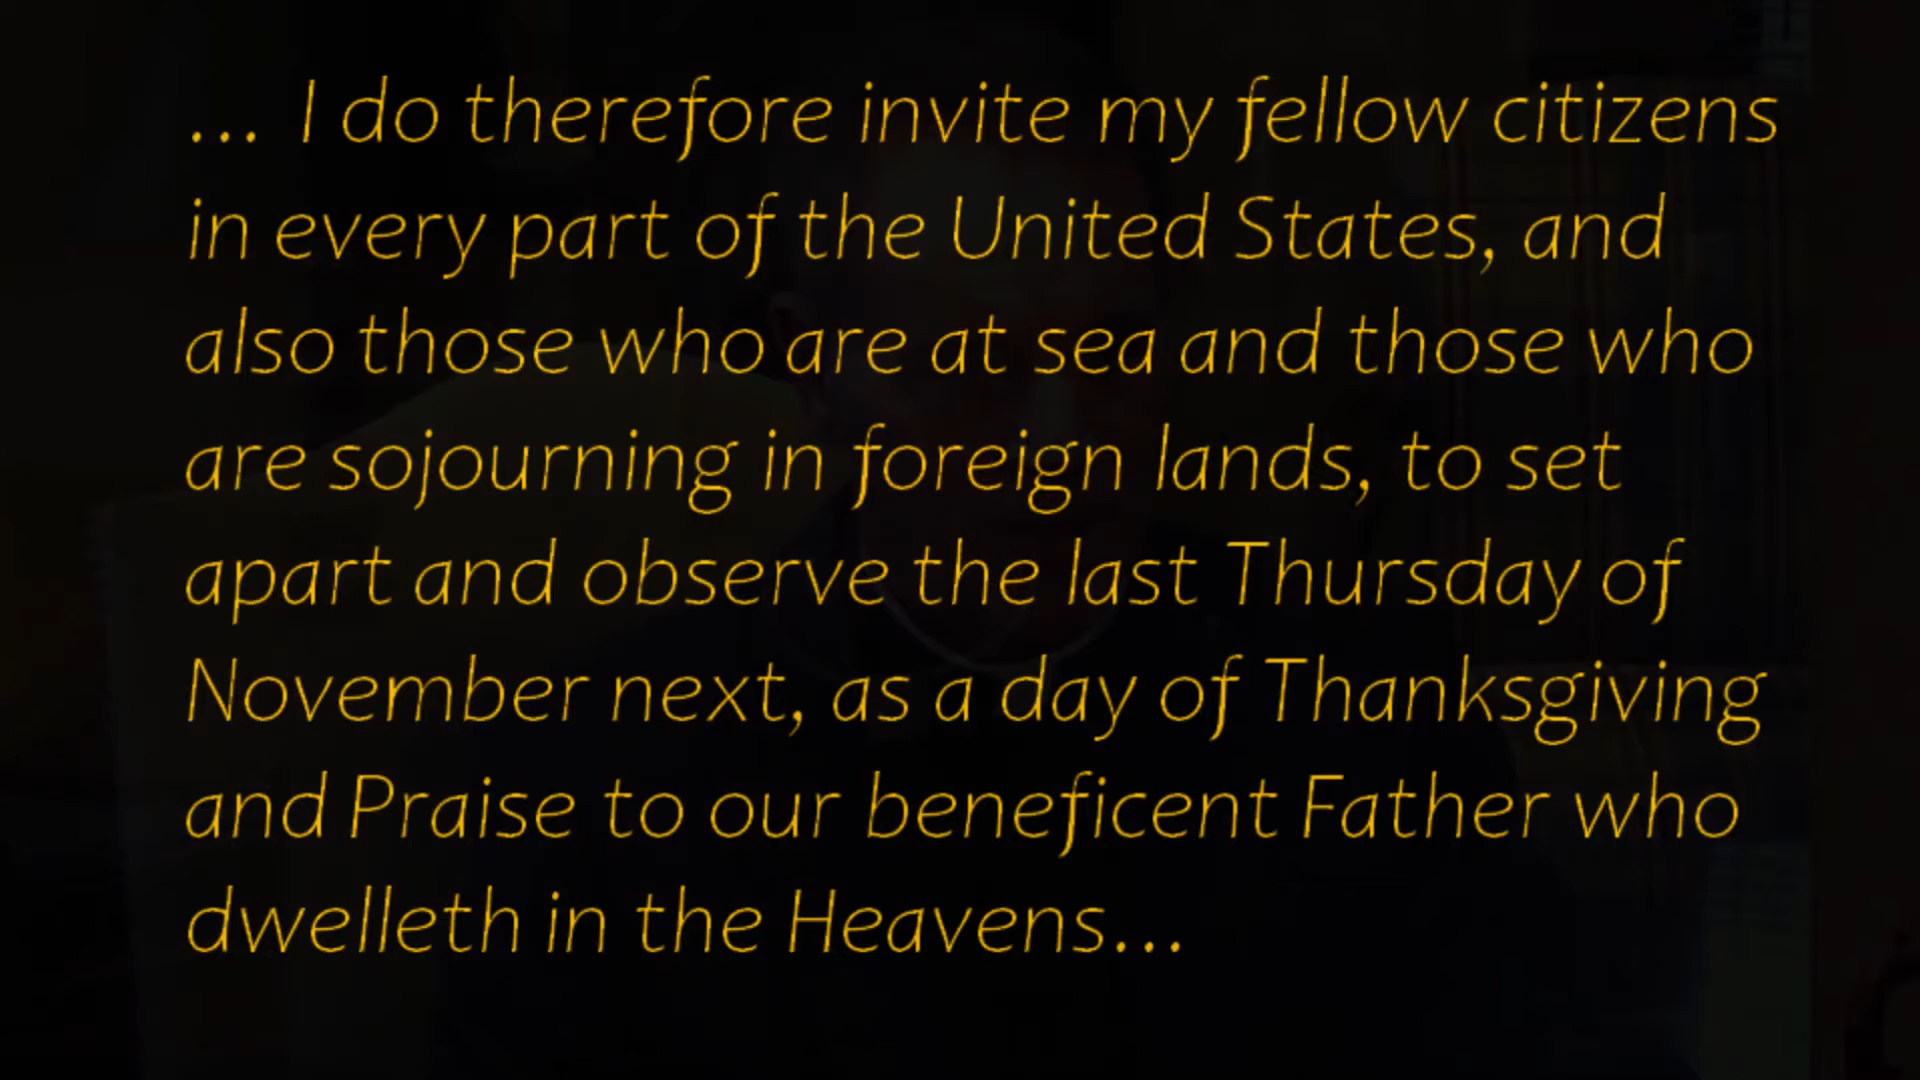 ... I do therefore invite my fellow citizens
in every part of the United States, and
also those who are at sea and those who
are sojourning in foreign lands, to set
apart and observe the last Thursday of
November next, as a day of Thanksgiving
and Praise to our beneficent Father who
dwelleth in the Heavens...